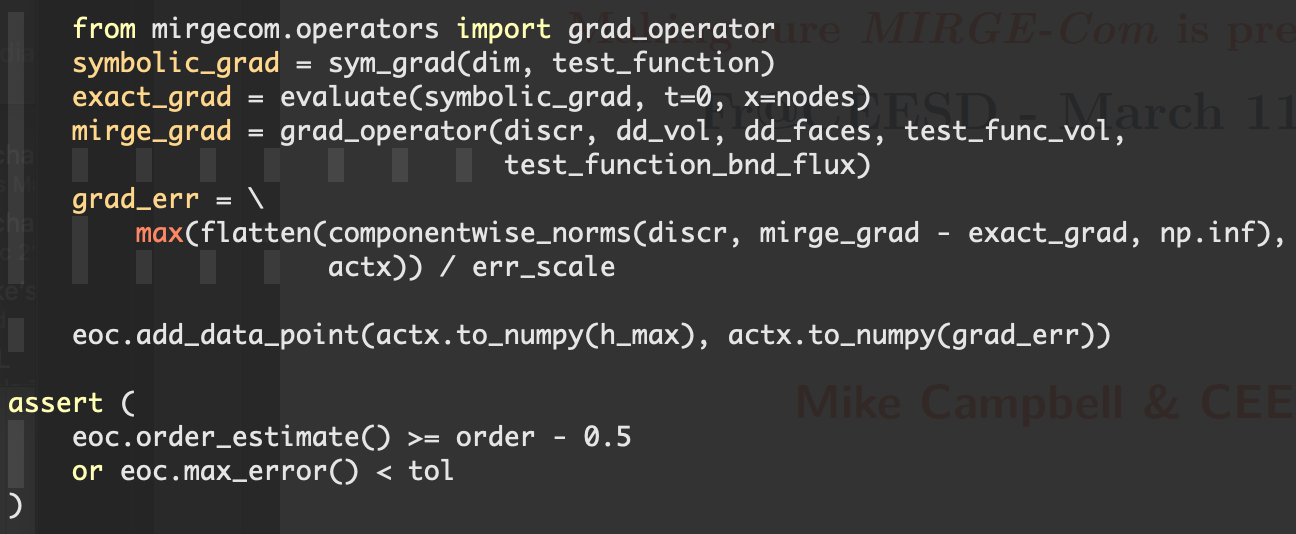 from mirgecom.operators import grad_operator
symbolic_grad = sym_grad(dim, test_function)
exact_grad = evaluate(symbolic_grad, t=0, x=nodes)
mirge_grad = grad_operator(discr, dd_vol, dd_faces, test_func_vol,
test_function_bnd_flux)
grad_err = \
max(flatten(componentwise_norms(discr, mirge_grad - exact_grad, np.inf),
actx)) / err_scale
eoc.add_data_point(actx.to_numpy(h_max), actx.to_numpy(grad_err))
assert (
eoc.order_estimate() >= order - 0.5
or eoc.max_error() < tol
)
MIRGE-Com is pre
CEESD - March 11
Mike Campbell & CEE